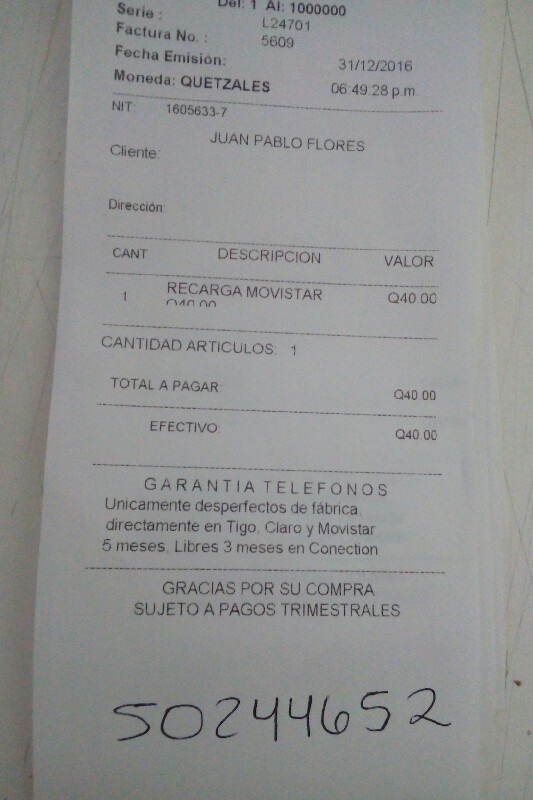 Del: 1 Al: 1000000
Serie : L24701
Factura No. : 5609
Fecha Emisión: 31/12/2016
Moneda: QUETZALES 06:49:28 p.m.
NIT: 1605633-7
JUAN PABLO FLORES
Cliente:
Dirección:
CANT DESCRIPCION VALOR
1 RECARGA MOVISTAR Q40.00
Q40.00
CANTIDAD ARTICULOS: 1
TOTAL A PAGAR: Q40.00
EFECTIVO: Q40.00
GARANTIA TELEFONOS
Unicamente desperfectos de fábrica,
directamente en Tigo, Claro y Movistar
5 meses, Libres 3 meses en Conection
GRACIAS POR SU COMPRA
SUJETO A PAGOS TRIMESTRALES
50244652